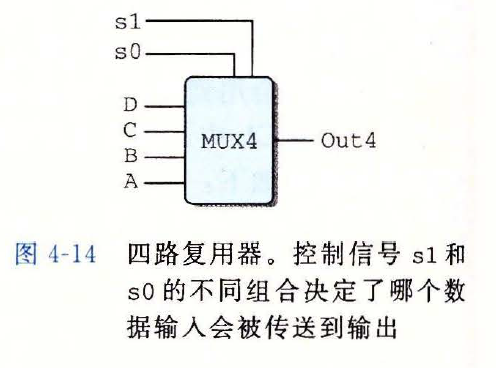 s1
s0
D
C
B
A
MUX4
Out4
图 4-14 四路复用器。控制信号 s1 和
s0 的不同组合决定了哪个数
据输入会被传送到输出